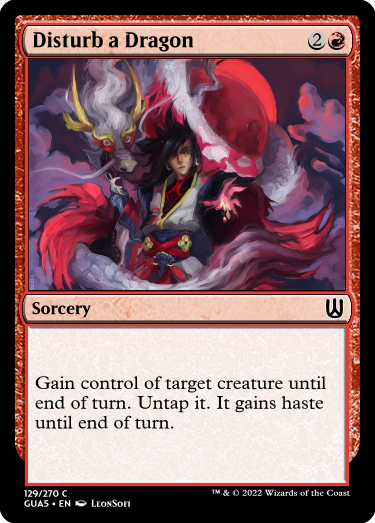 Disturb a Dragon 2
Sorcery
Gain control of target creature until
end of turn. Untap it. It gains haste
until end of turn.
129/270 C
GUA5 • EN LEONSOFI
™ & © 2022 Wizards of the Coast